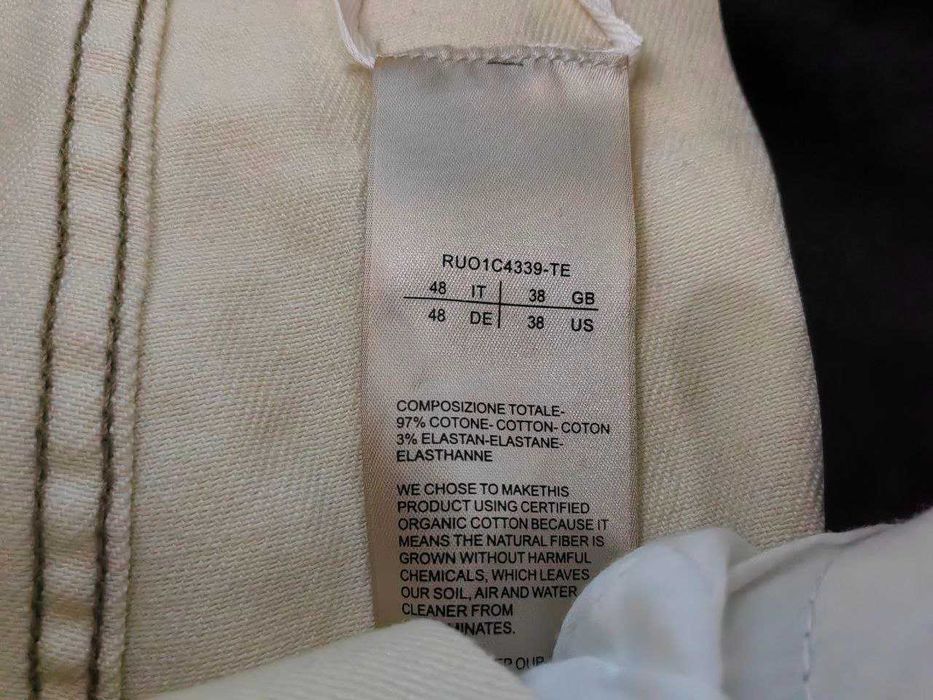 RU01C4339-TE
48 IT 38 GB
48 DE 38 US
COMPOSIZIONE TOTALE-
97% COTONE- COTTON- COTON
3% ELASTAN-ELASTANE-
ELASTHANNE
WE CHOSE TO MAKETHIS
PRODUCT USING CERTIFIED
ORGANIC COTTON BECAUSE IT
MEANS THE NATURAL FIBER IS
GROWN WITHOUT HARMFUL
CHEMICALS, WHICH LEAVES
OUR SOIL, AIR AND WATER
CLEANER FROM